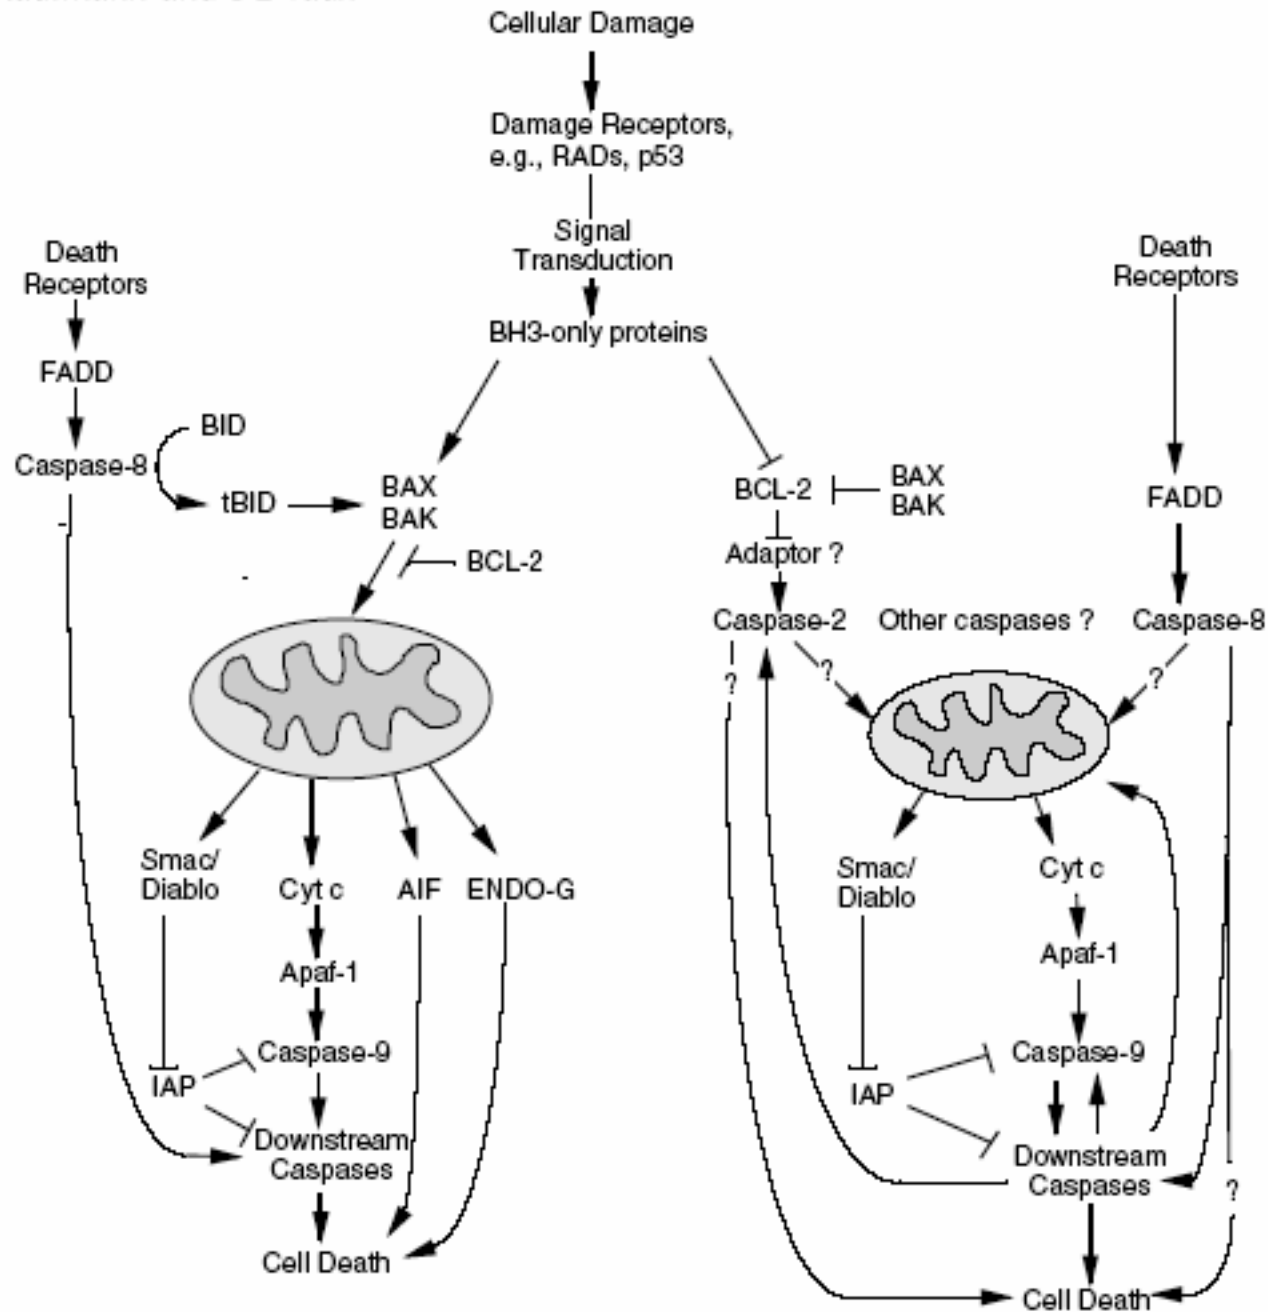 Cellular Damage
Damage Receptors,
e.g., RADs, p53
Signal
Transduction
BH3-only proteins
Death
Receptors
FADD
Caspase-8
BID
tBID
BAX
BAK
BCL-2
Smac/
Diablo
Cyt c
AIF
ENDO-G
Apaf-1
Caspase-9
IAP
Downstream
Caspases
Cell Death
Death
Receptors
FADD
Caspase-8
BCL-2
BAX
BAK
Adaptor ?
Caspase-2
Other caspases ?
?
?
?
Smac/
Diablo
Cyt c
Apaf-1
Caspase-9
IAP
Downstream
Caspases
?
Cell Death